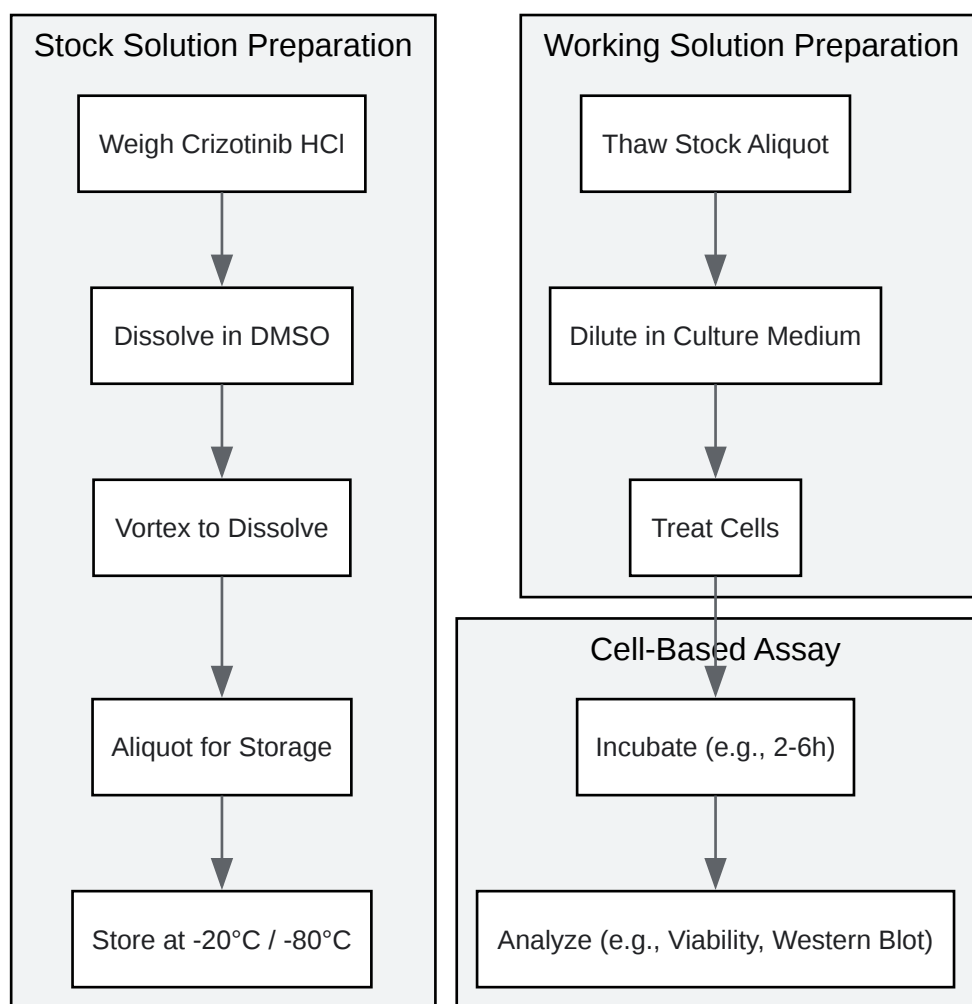 Stock Solution Preparation
Weigh Crizotinib HCl
Dissolve in DMSO
Vortex to Dissolve
Aliquot for Storage
Store at -20°C / -80°C
Working Solution Preparation
Thaw Stock Aliquot
Dilute in Culture Medium
Treat Cells
Cell-Based Assay
Incubate (e.g., 2-6h)
Analyze (e.g., Viability, Western Blot)